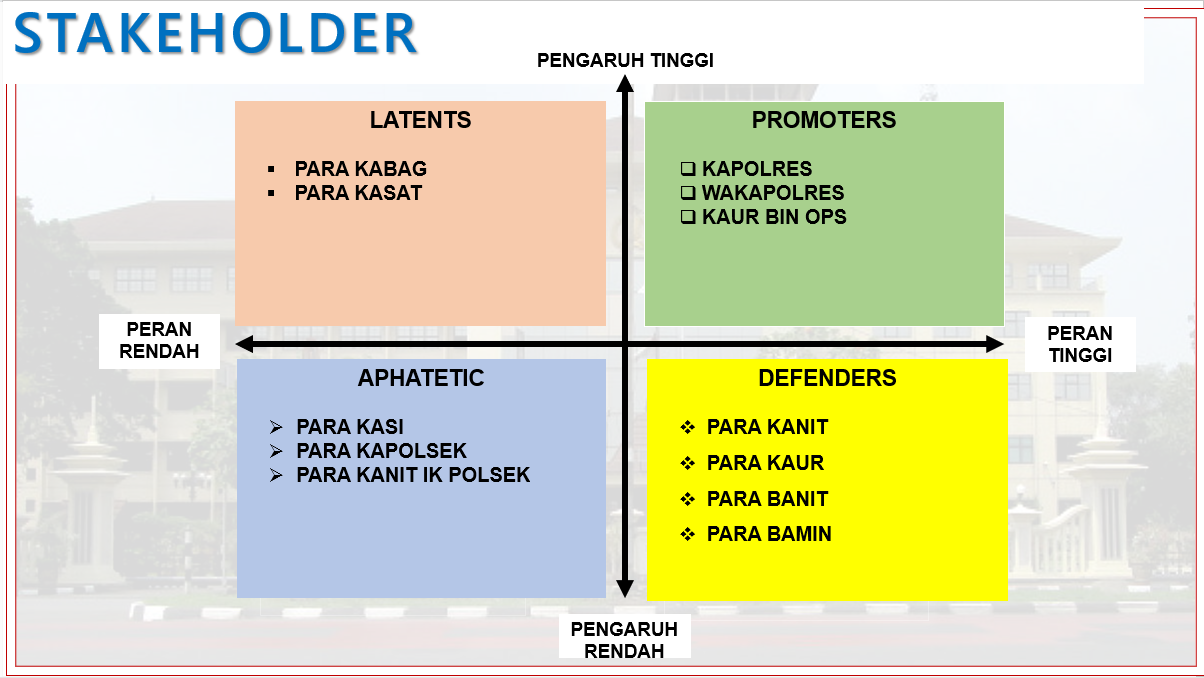 STAKEHOLDER
PENGARUH TINGGI
LATENTS
▪ PARA KABAG
▪ PARA KASAT
PROMOTERS
❑ KAPOLRES
❑ WAKAPOLRES
❑ KAUR BIN OPS
PERAN
RENDAH
PERAN
TINGGI
APHATETIC
➢ PARA KASI
➢ PARA KAPOLSEK
➢ PARA KANIT IK POLSEK
DEFENDERS
❖ PARA KANIT
❖ PARA KAUR
❖ PARA BANIT
❖ PARA BAMIN
PENGARUH
RENDAH